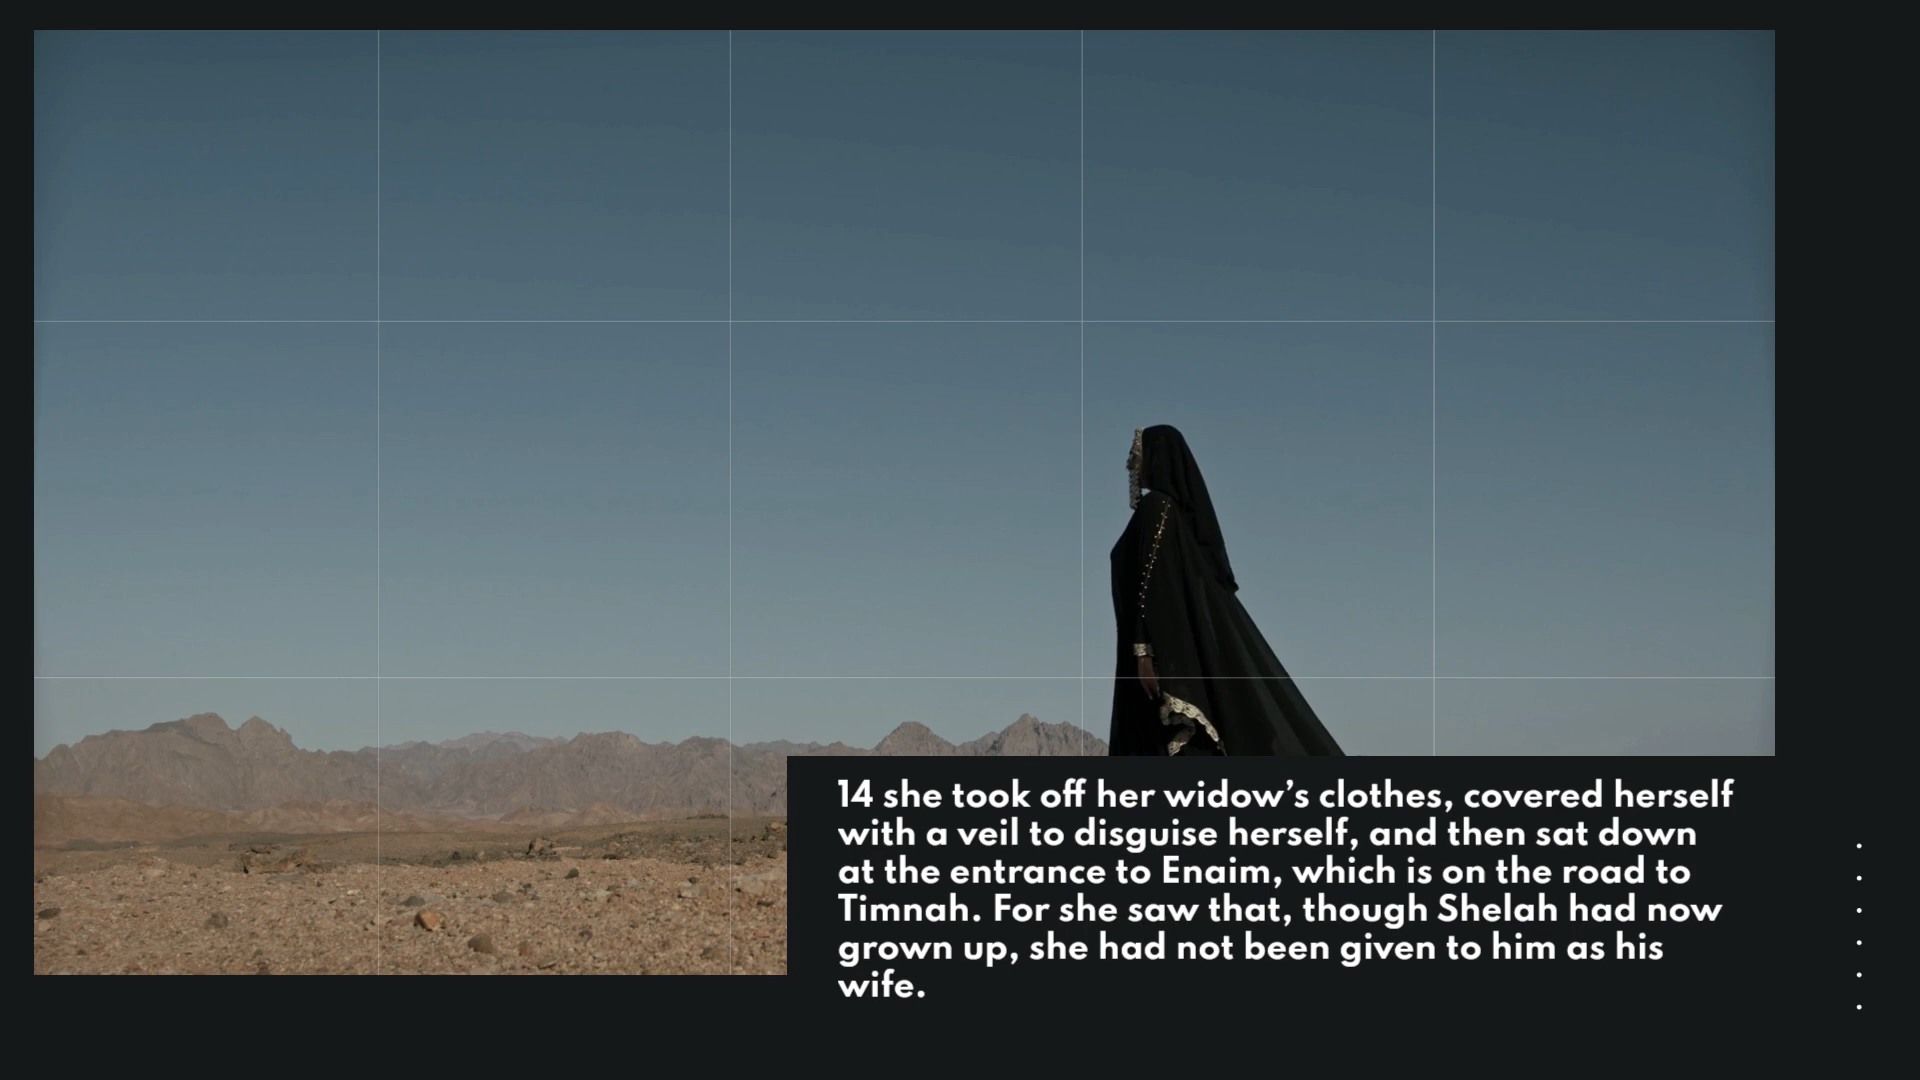 14 she took off her widow’s clothes, covered herself
with a veil to disguise herself, and then sat down
at the entrance to Enaim, which is on the road to
Timnah. For she saw that, though Shelah had now
grown up, she had not been given to him as his
wife.